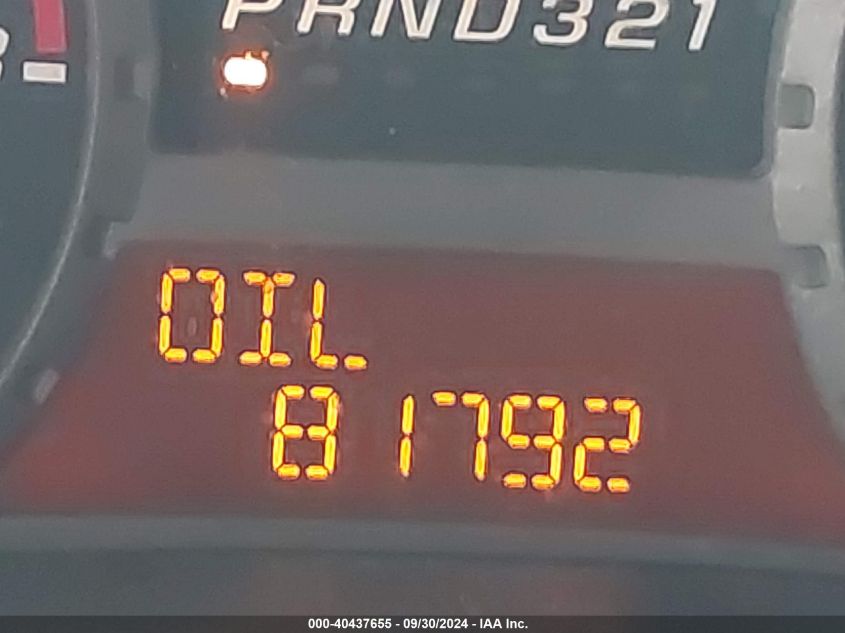 PRND321
OIL
81792
000-40437655 - 09/30/2024 - IAA Inc.